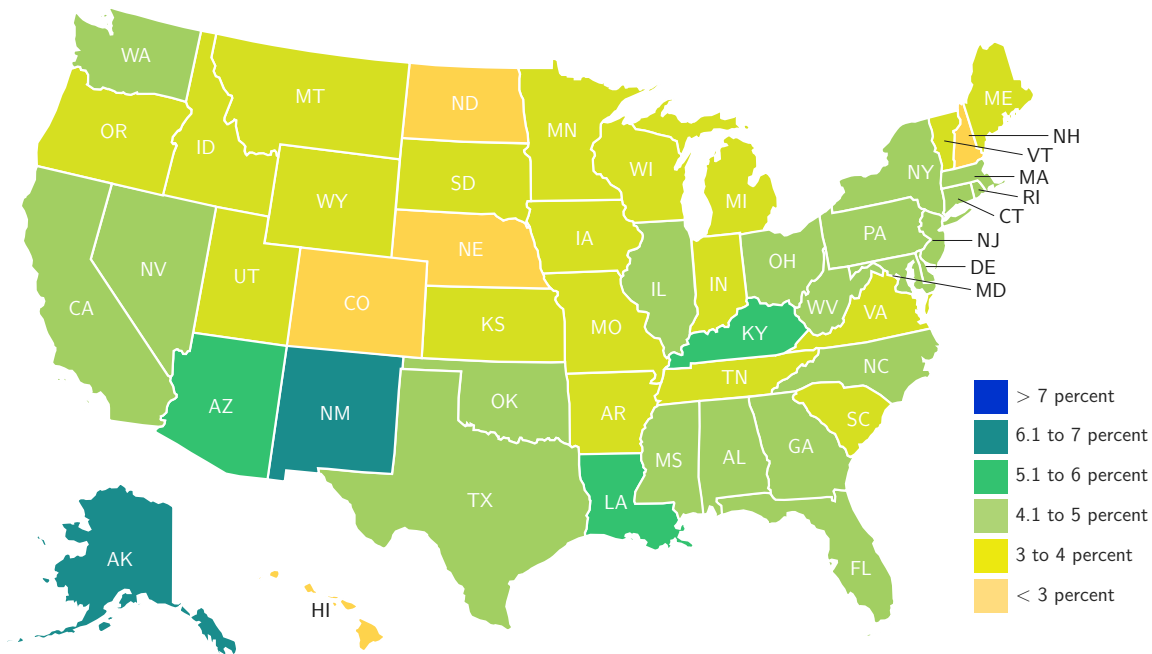 WA
ME
MT
ND
MN
OR
NH
ID
VT
WI
NY
MA
SD
RI
WY
MI
CT
PA
IA
NJ
NE
OH
DE
NV
UT
IN
IL
MD
CO
WV
CA
VA
KS
MO
KY
NC
TN
AZ
NM
OK
AR
SC
> 7 percent
GA
6.1 to 7 percent
MS
AL
5.1 to 6 percent
TX
LA
4.1 to 5 percent
AK
3 to 4 percent
FL
< 3 percent
HI